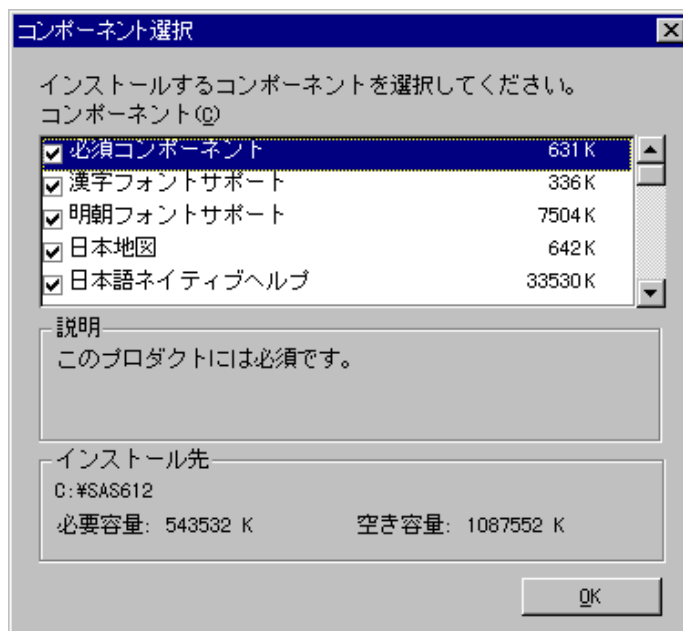 コンポーネント選択
インストールするコンポーネントを選択してください。
コンポーネント(C)
必須コンポーネント 631 K
漢字フォントサポート 336 K
明朝フォントサポート 7504 K
日本地図 642 K
日本語ネイティブヘルプ 33530 K
説明
このプロダクトには必須です。
インストール先
C:¥SAS612
必要容量: 543532 K 空き容量: 1087552 K
OK